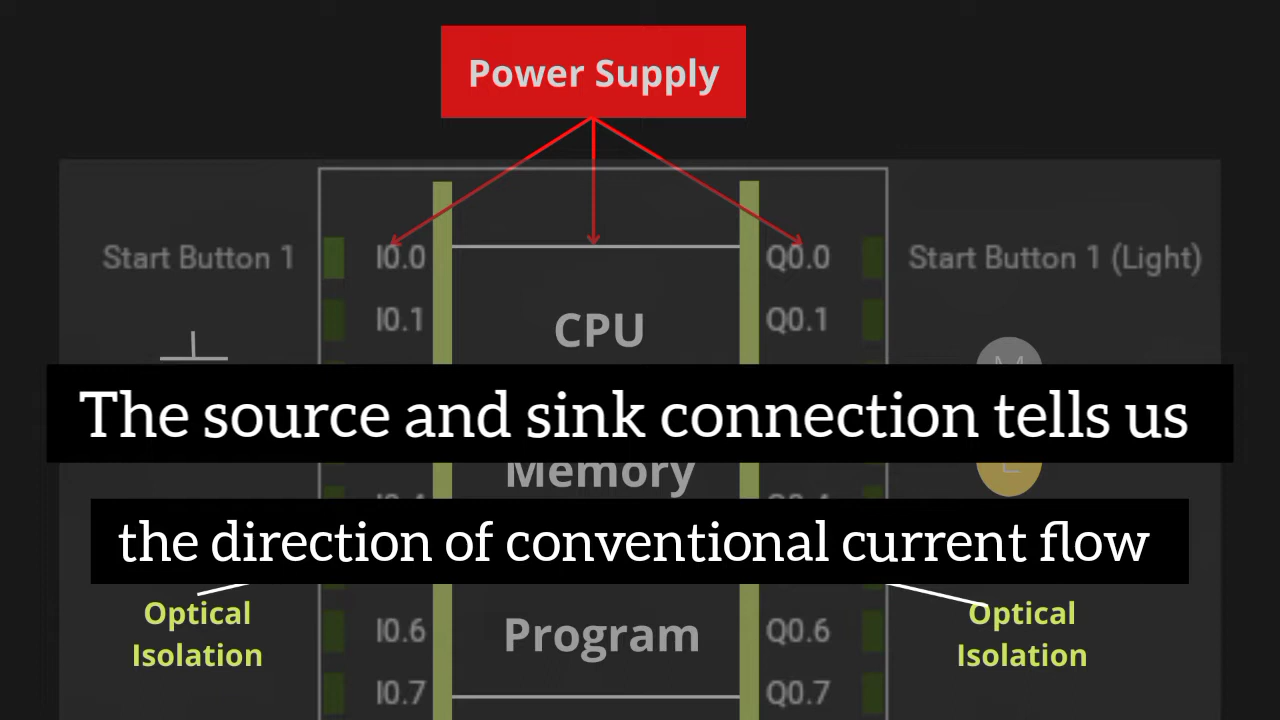 Power Supply
Start Button 1
I0.0
Q0.0
Start Button 1 (Light)
I0.1
Q0.1
CPU
The source and sink connection tells us
Memory
the direction of conventional current flow
Optical
Isolation
I0.6
Program
Q0.6
Optical
Isolation
I0.7
Q0.7